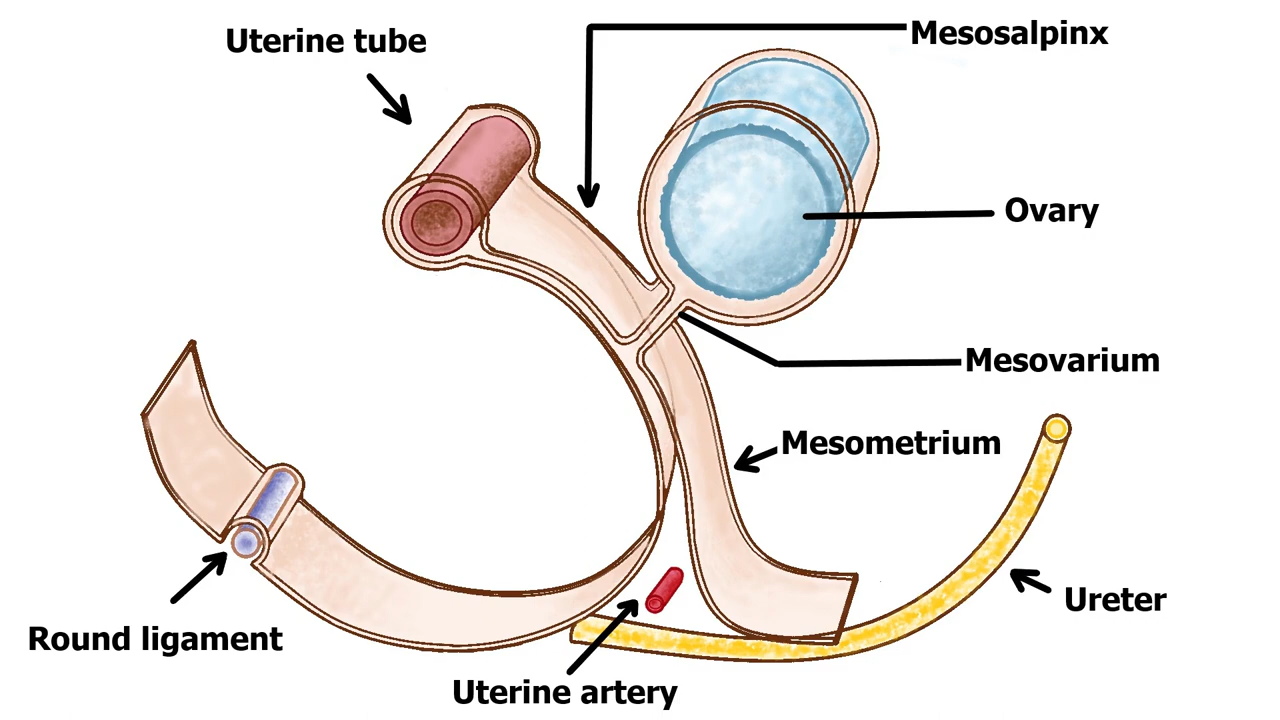 Uterine tube
Mesosalpinx
Ovary
Mesovarium
Mesometrium
Ureter
Round ligament
Uterine artery